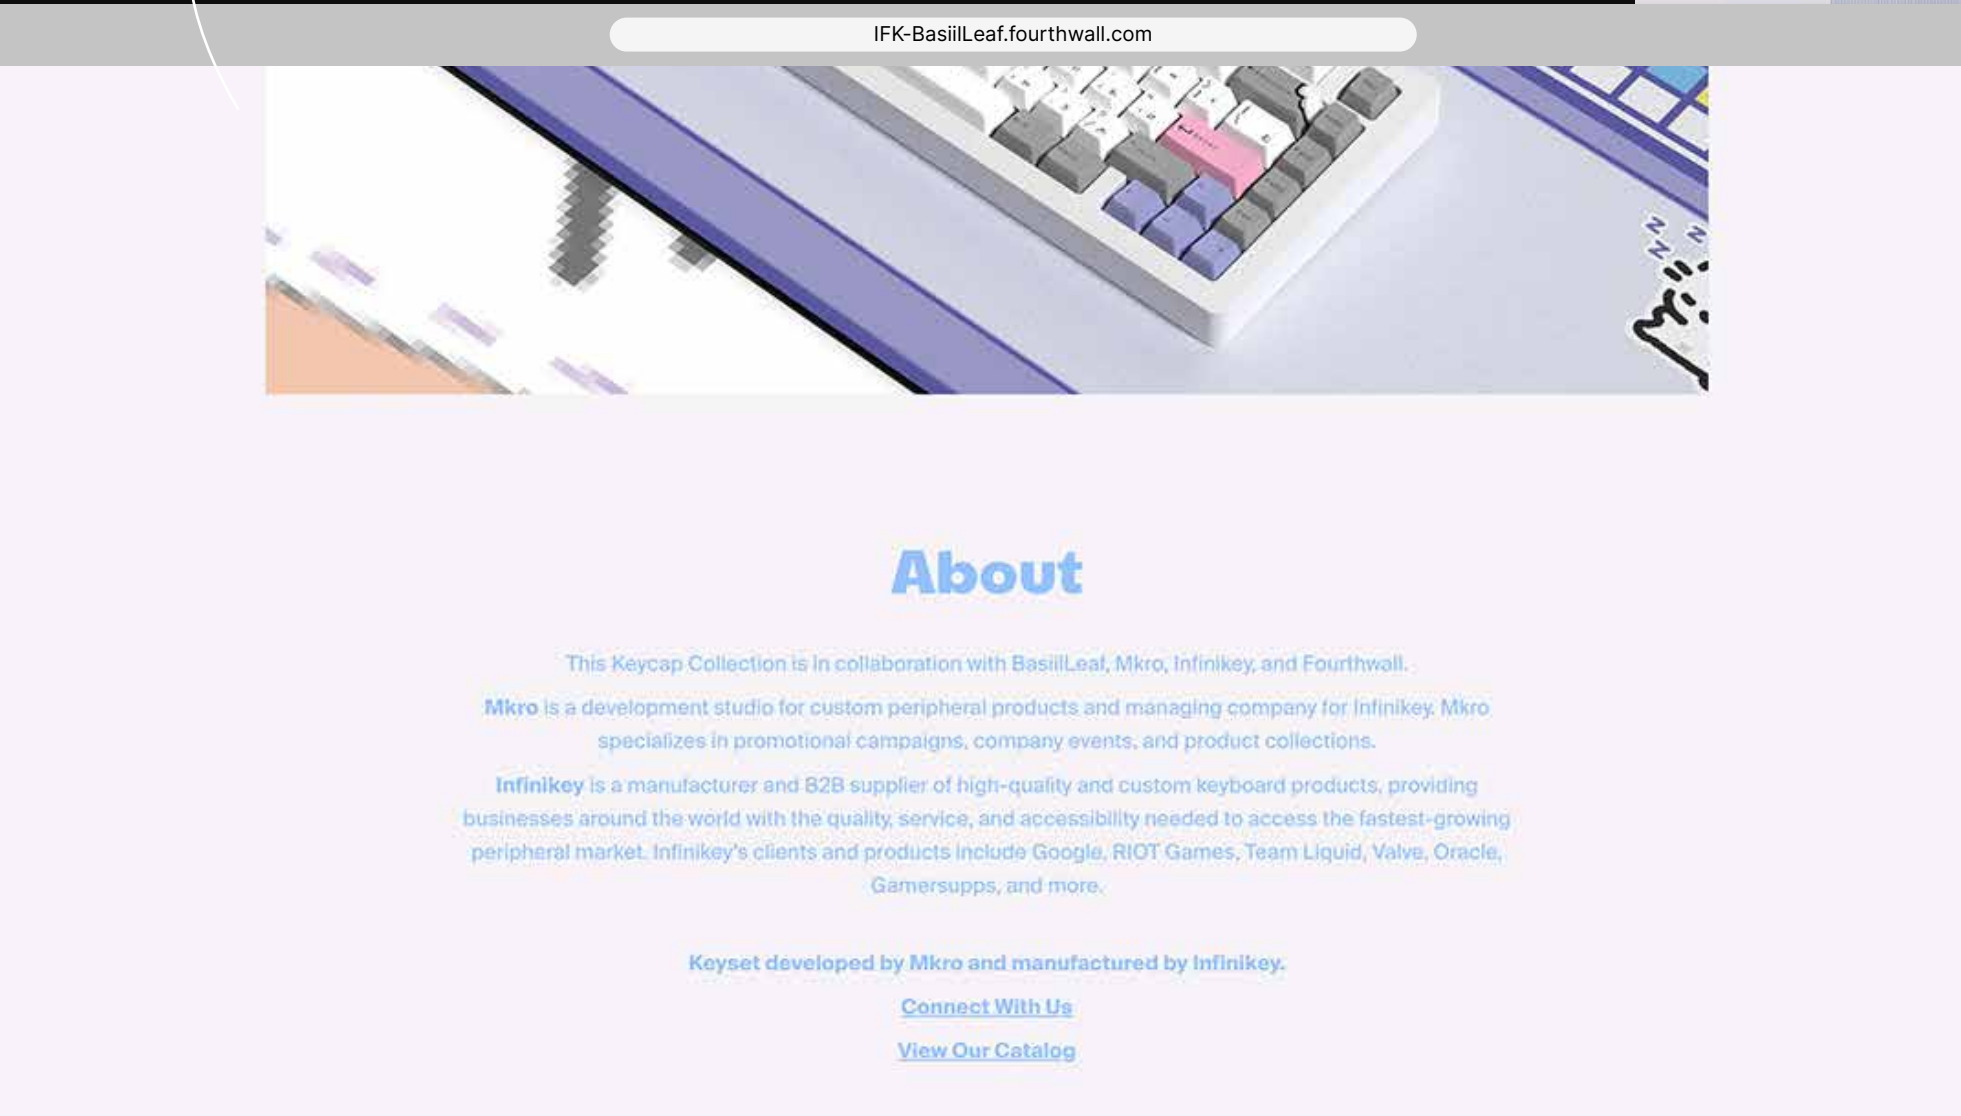 IFK-BasiilLeaf.fourthwall.com
z
z
z
About
This Keycap Collection is in collaboration with BasiilLeaf, Mkro, Infinikey, and Fourthwall.
Mkro is a development studio for custom peripheral products and managing company for Infinikey. Mkro
specializes in promotional campaigns, company events, and product collections.
Infinikey is a manufacturer and B2B supplier of high-quality and custom keyboard products, providing
businesses around the world with the quality, service, and accessibility needed to access the fastest-growing
peripheral market. Infinikey's clients and products include Google, RIOT Games, Team Liquid, Valve, Oracle,
Gamersupps, and more.
Keyset developed by Mkro and manufactured by Infinikey.
Connect With Us
View Our Catalog